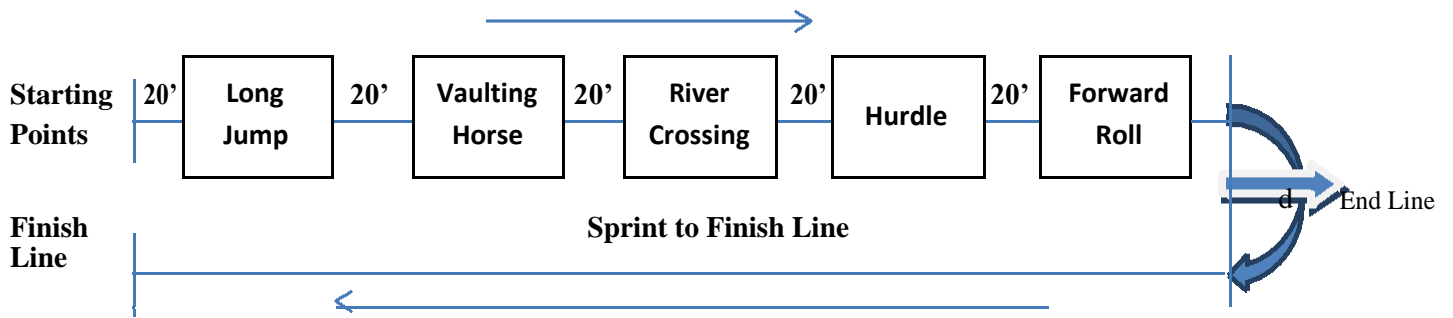 Starting 20’ Long 20’ Vaulting 20’ River 20’ Hurdle 20’ Forward
Points Jump Horse Crossing Roll
d End Line
Finish Sprint to Finish Line
Line